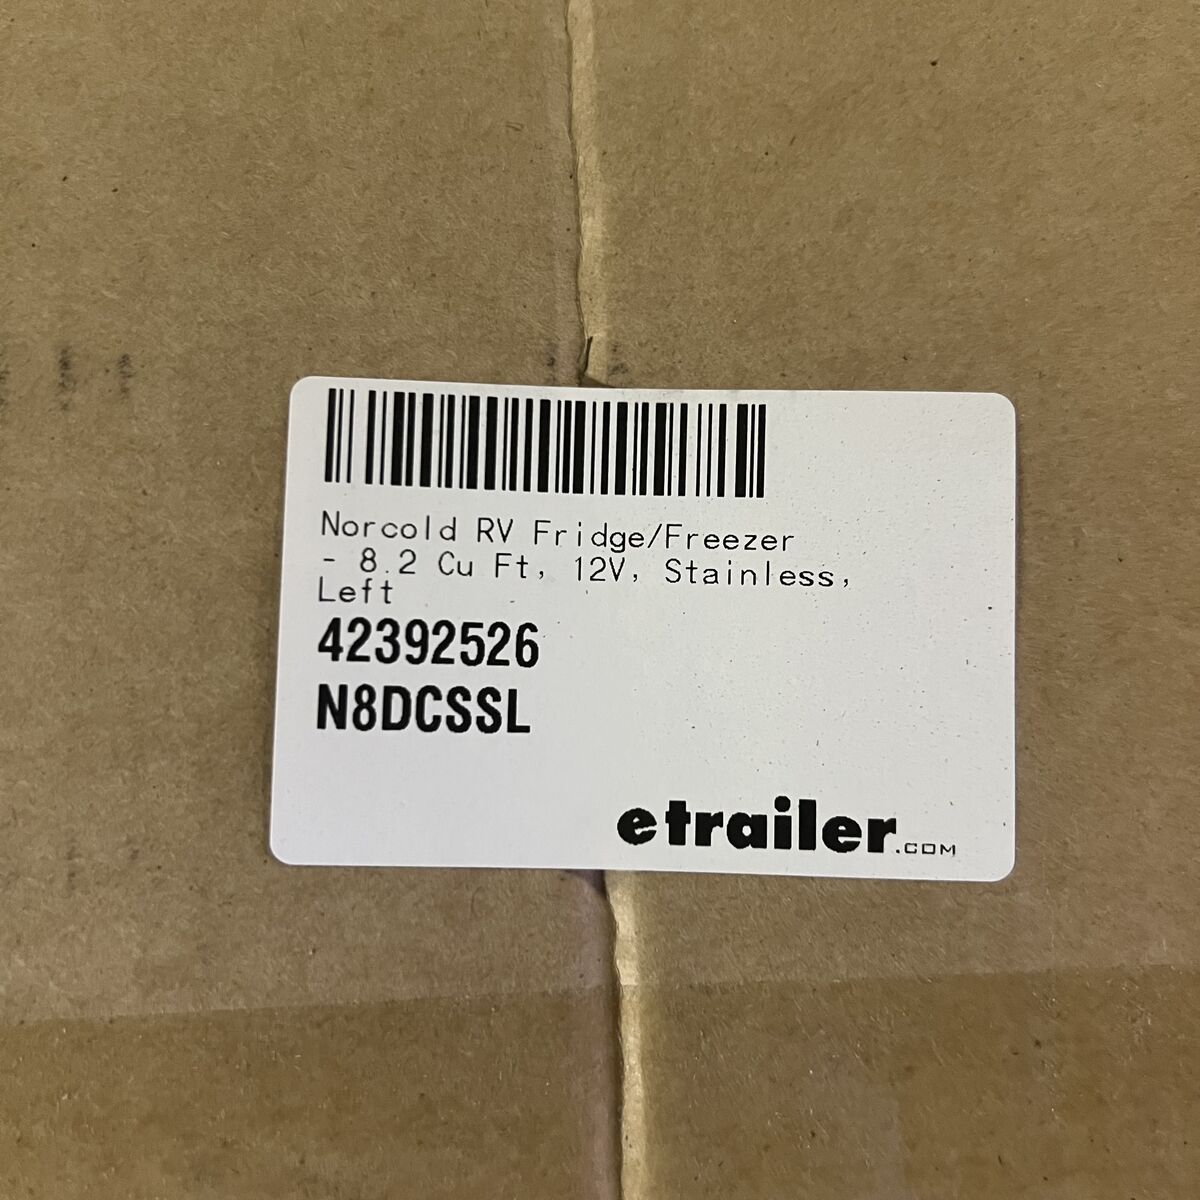 Norcold RV Fridge/Freezer
- 8.2 Cu Ft, 12V, Stainless,
Left
42392526
N8DCSSL
etrailer.com